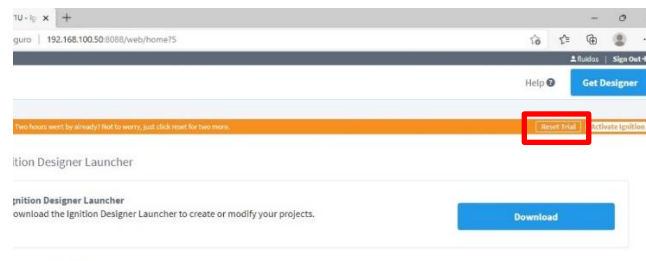 TU - Ig × +
guro | 192.168.100.50:8088/web/home?5
fluidos | Sign Out
Help Get Designer
Two hours went by already? Not to worry, just click reset for two more. Reset Trial Activate Ignition
ition Designer Launcher
gnition Designer Launcher
ownload the Ignition Designer Launcher to create or modify your projects.
Download